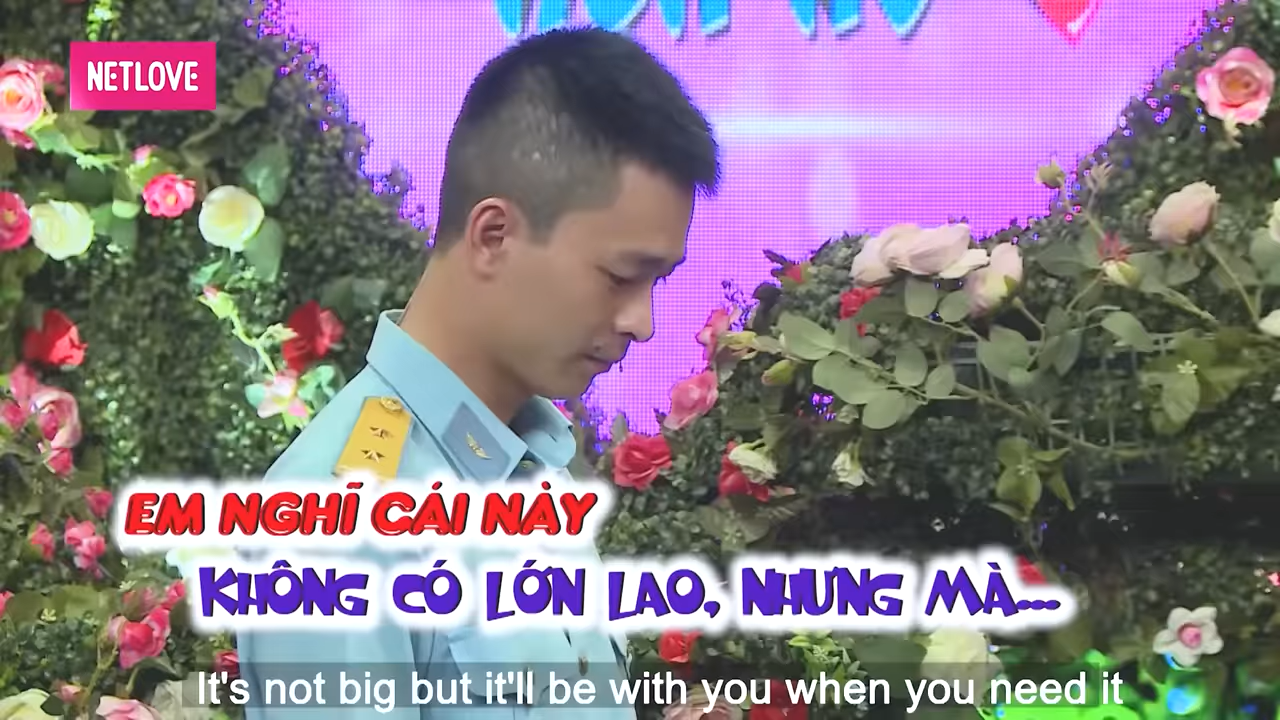 NETLOVE
EM NGHĨ CÁI NÀY
KHÔNG CÓ LỚN LAO, NHƯNG MÀ...
It's not big but it'll be with you when you need it